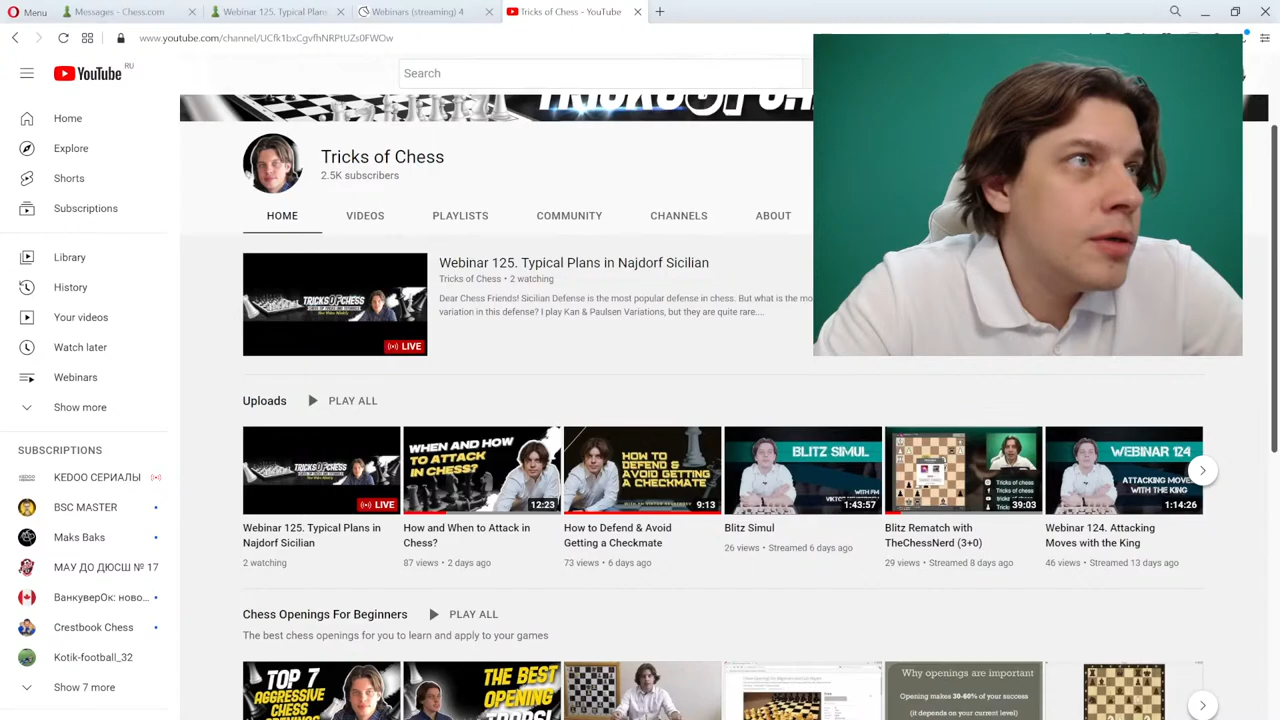 Menu
Messages - Chess.com
Webinar 125. Typical Plans
Webinars (streaming) 4
Tricks of Chess - YouTube
www.youtube.com/channel/UCfk1bxCgvfhNRPtUZs0FWOw
YouTube RU
Search
Home
Explore
Shorts
Subscriptions
Library
History
Your videos
Watch later
Webinars
Show more
SUBSCRIPTIONS
KEDOO СЕРИАЛЫ
BSC MASTER
Maks Baks
МАУ ДО ДЮСШ № 17
ВанкуверОк: ново...
Crestbook Chess
Kotik-football_32
Show 7 more
Tricks of Chess
2.5K subscribers
HOME
VIDEOS
PLAYLISTS
COMMUNITY
CHANNELS
ABOUT
TRICKS OF CHESS
LIVE
Webinar 125. Typical Plans in Najdorf Sicilian
Tricks of Chess • 2 watching
Dear Chess Friends! Sicilian Defense is the most popular defense in chess. But what is the mo
variation in this defense? I play Kan & Paulsen Variations, but they are quite rare....
Uploads
PLAY ALL
TRICKS OF CHESS
LIVE
Webinar 125. Typical Plans in
Najdorf Sicilian
2 watching
WHEN AND HOW
TO ATTACK
IN CHESS?
12:23
How and When to Attack in
Chess?
87 views • 2 days ago
HOW TO
DEFEND &
AVOID GETTING
A CHECKMATE
9:13
How to Defend & Avoid
Getting a Checkmate
73 views • 6 days ago
BLITZ SIMUL
WITH FM
1:43:57
Blitz Simul
26 views • Streamed 6 days ago
Tricks of chess
39:03
Blitz Rematch with
TheChessNerd (3+0)
29 views • Streamed 8 days ago
WEBINAR 124
ATTACKING MOVES
WITH THE KING
1:14:26
Webinar 124. Attacking
Moves with the King
46 views • Streamed 13 days ago
Chess Openings For Beginners
PLAY ALL
The best chess openings for you to learn and apply to your games
TOP 7
AGGRESSIVE
CHESS
THE BEST
OPENING
Why openings are important
Opening makes 30-60% of your success
(it depends on your current level)